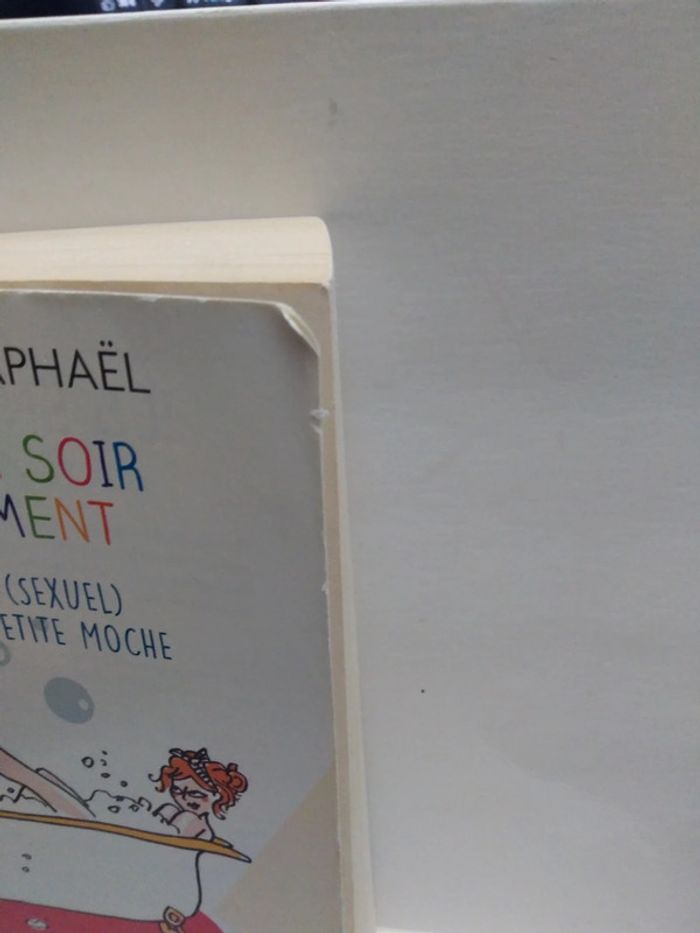 APHAËL
SOIR
MENT
(SEXUEL)
ETITE MOCHE